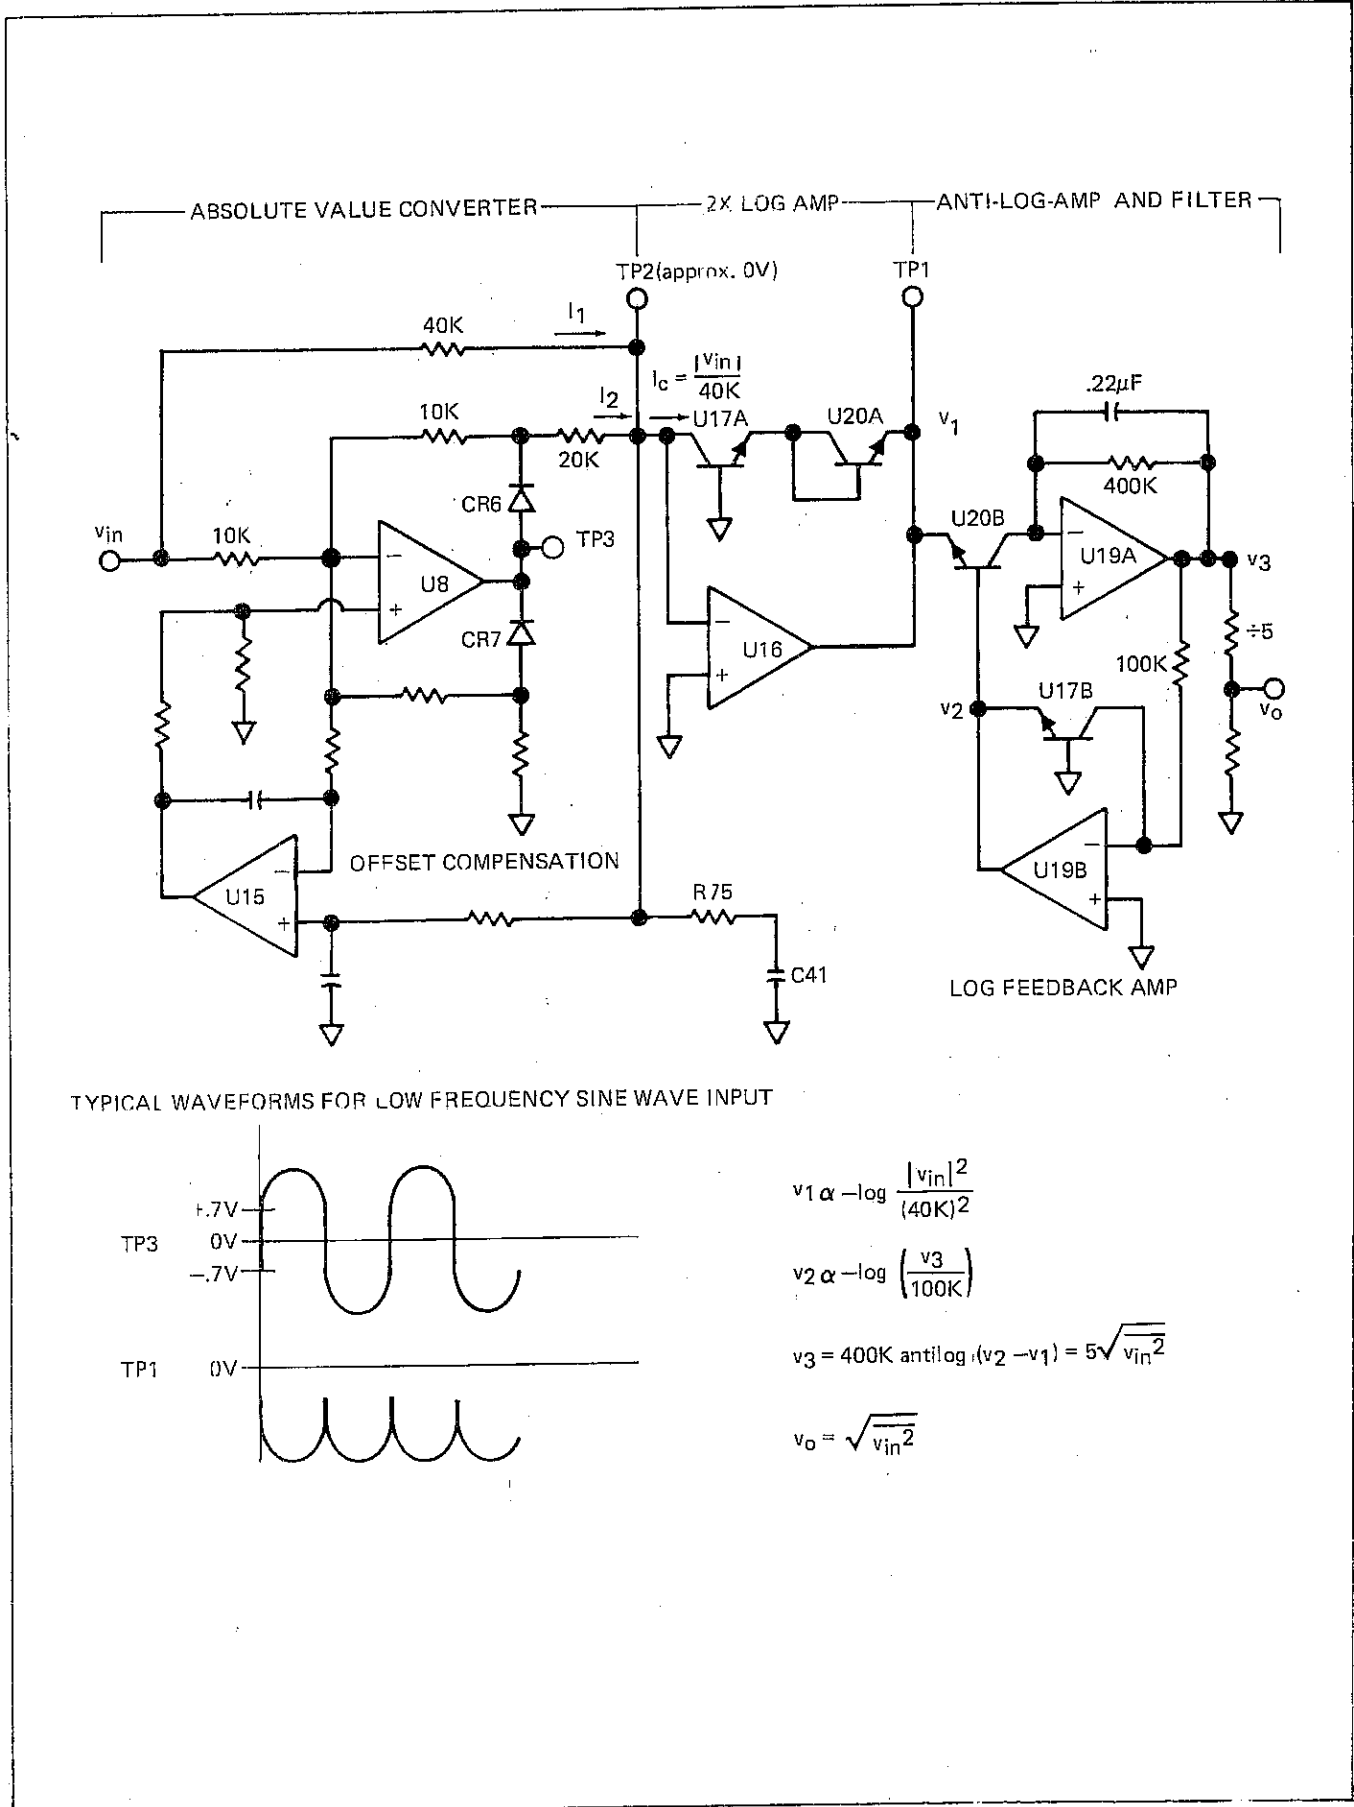 ABSOLUTE VALUE CONVERTER
2X LOG AMP
ANTI-LOG-AMP AND FILTER
TP2(approx. 0V)
TP1
I1
40K
Ic = |Vin| / 40K
.22µF
10K
I2
U17A
U20A
v1
20K
400K
CR6
U20B
vin
10K
TP3
U8
−
+
U19A
−
+
v3
CR7
U16
−
+
÷5
100K
U17B
v2
vo
OFFSET COMPENSATION
U15
−
+
U19B
−
+
R75
C41
LOG FEEDBACK AMP
TYPICAL WAVEFORMS FOR LOW FREQUENCY SINE WAVE INPUT
+.7V
TP3 0V
−.7V
TP1 0V
v1 α −log |vin|² / (40K)²
v2 α −log (v3 / 100K)
v3 = 400K antilog (v2 −v1) = 5√vin²
vo = √vin²